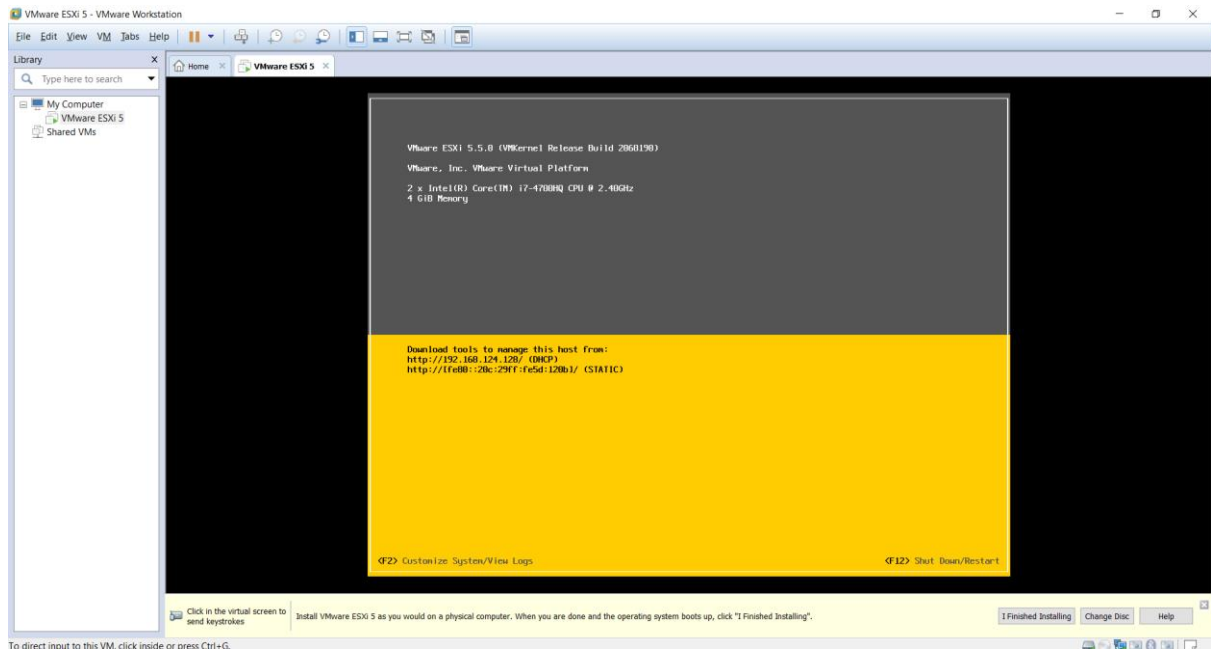 VMware ESXi 5 - VMware Workstation
File Edit View VM Tabs Help
Library X
Type here to search
Home
VMware ESXi 5
My Computer
VMware ESXi 5
Shared VMs
VMware ESXi 5.5.0 (VMKernel Release Build 2068190)
VMware, Inc. VMware Virtual Platform
2 x Intel(R) Core(TM) i7-4700HQ CPU @ 2.40GHz
4 GiB Memory
Download tools to manage this host from:
http://192.168.124.128/ (DHCP)
http://[fe80::20c:29ff:fe5d:120b]/ (STATIC)
<F2> Customize System/View Logs
<F12> Shut Down/Restart
Click in the virtual screen to
send keystrokes
Install VMware ESXi 5 as you would on a physical computer. When you are done and the operating system boots up, click "I Finished Installing".
I Finished Installing
Change Disc
Help
To direct input to this VM, click inside or press Ctrl+G.